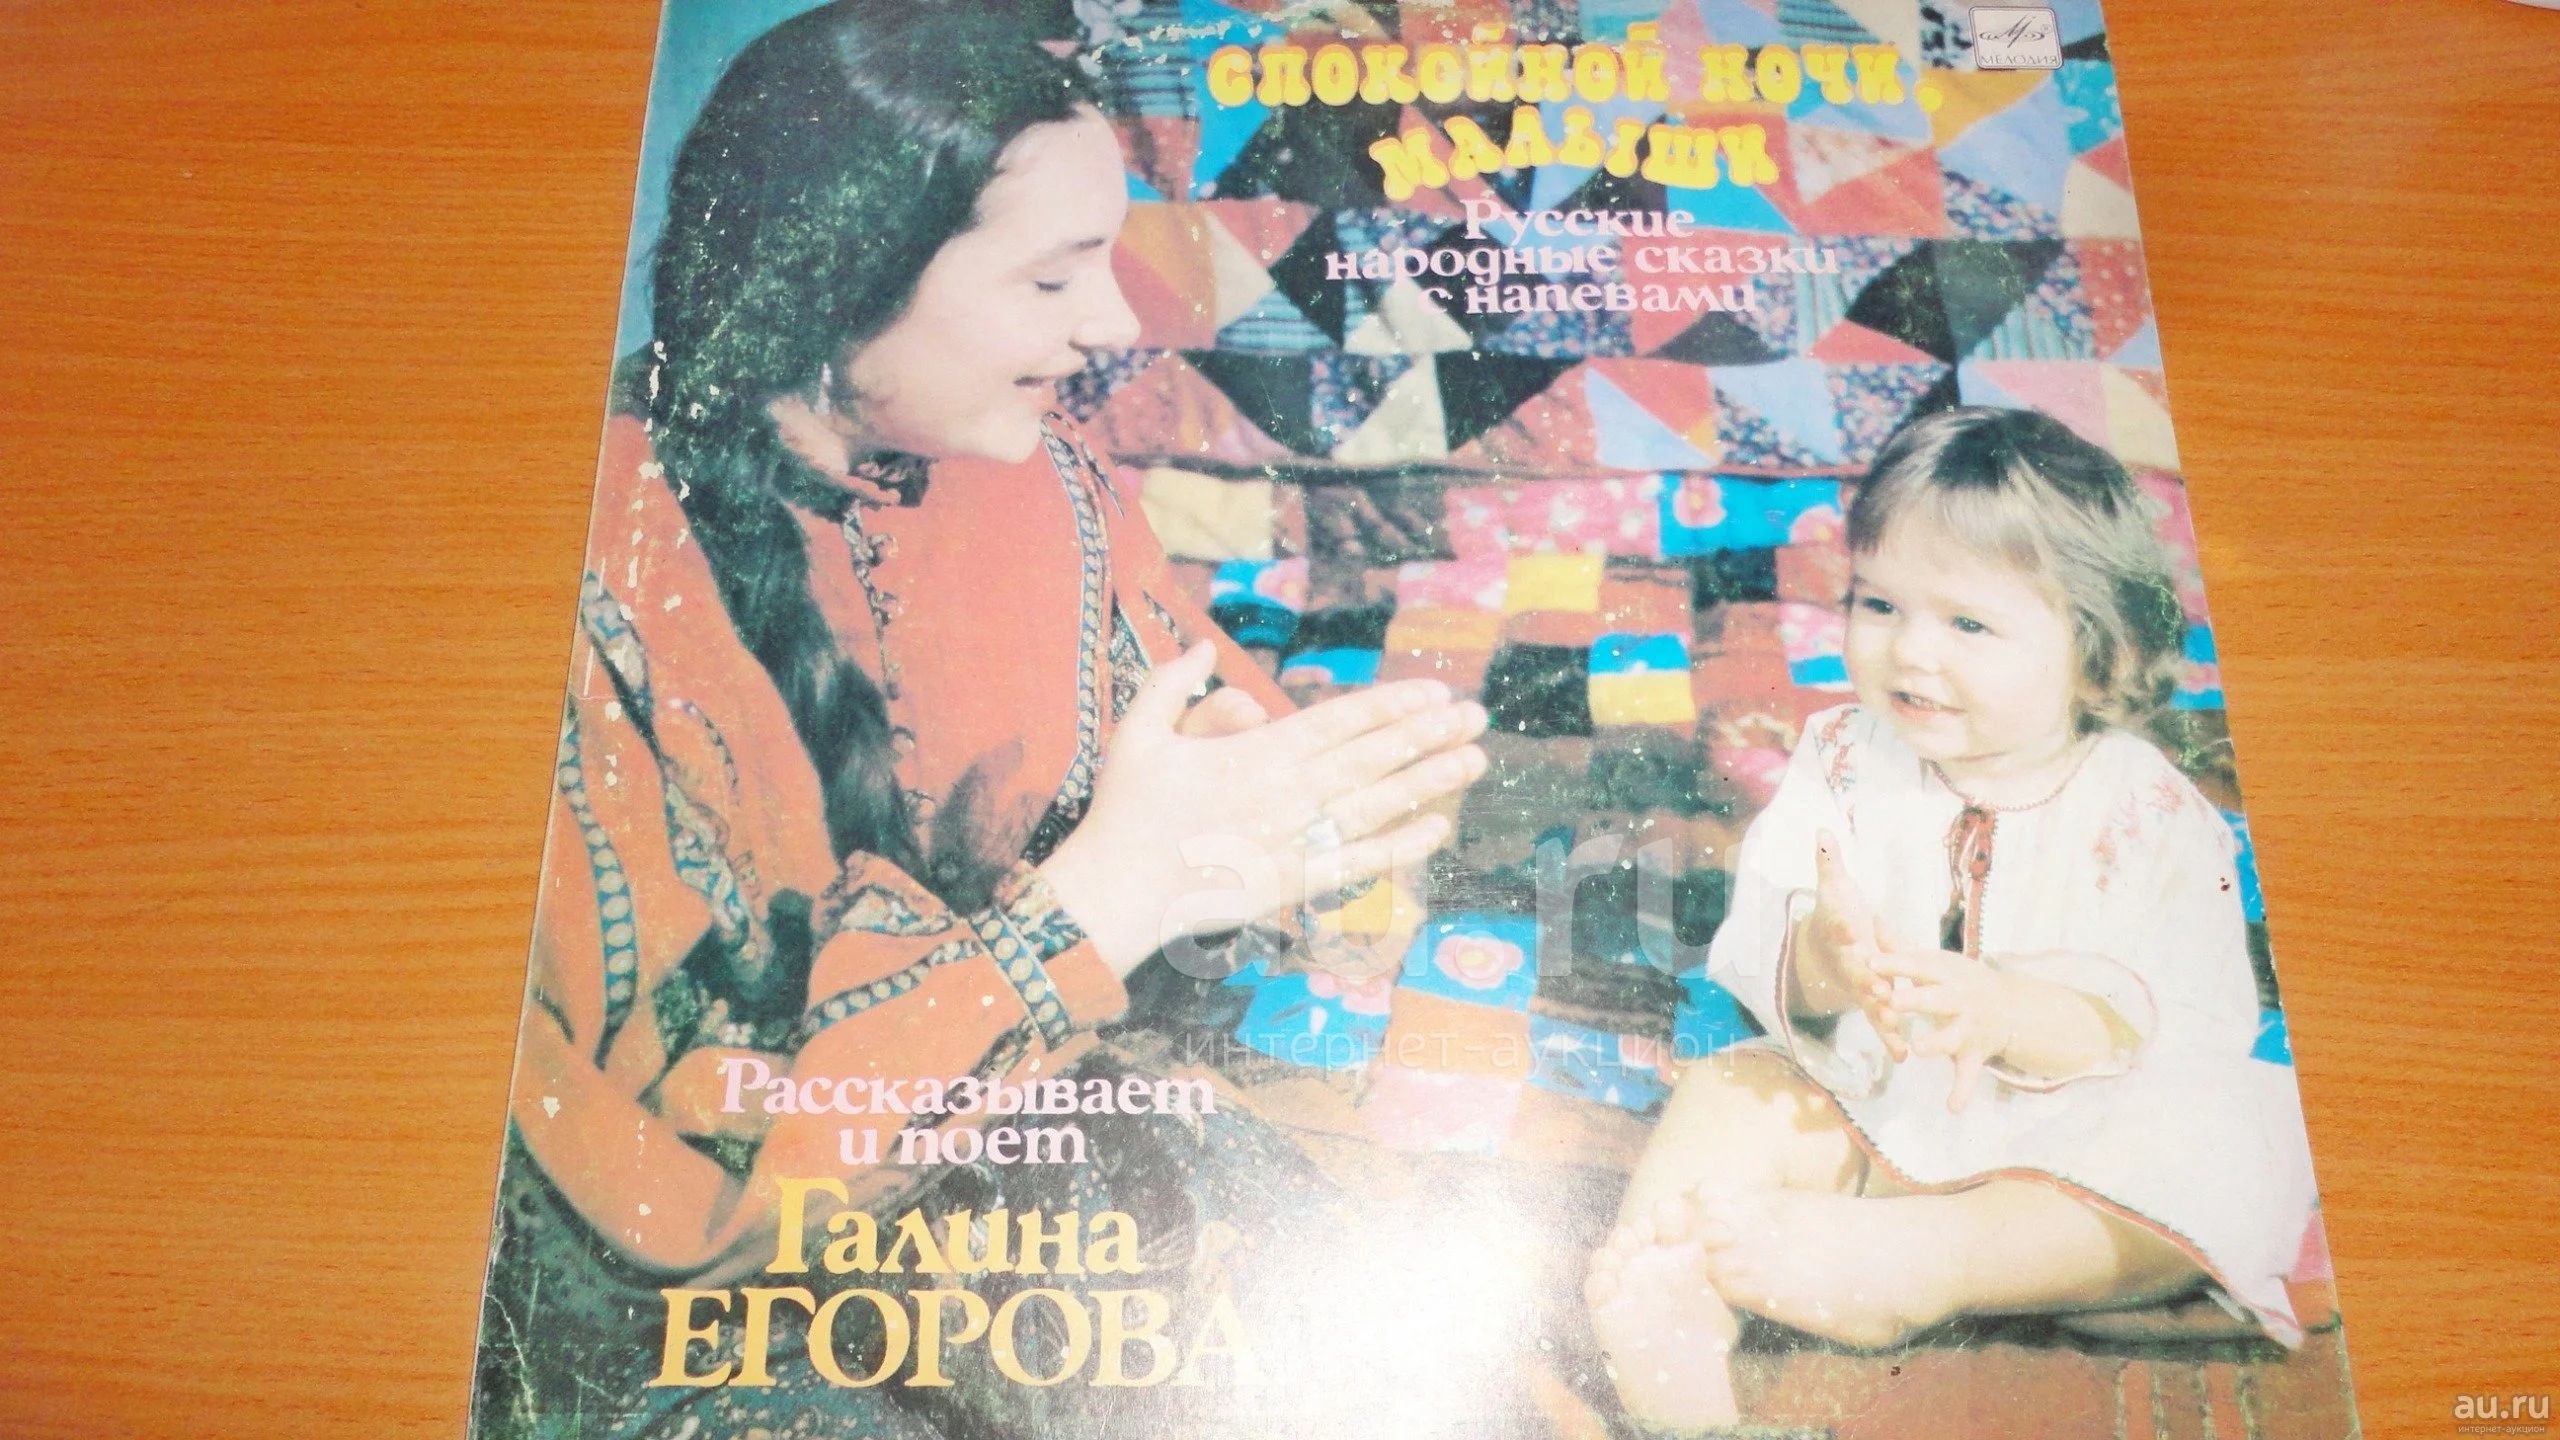 СПОКОЙНОЙ НОЧИ,
МАЛЫШИ
Русские
народные сказки
с напевами
МЕЛОДИЯ
au.ru
интернет-аукцион
Рассказывает
и поет
Галина
ЕГОРОВА
au.ru
интернет-аукцион